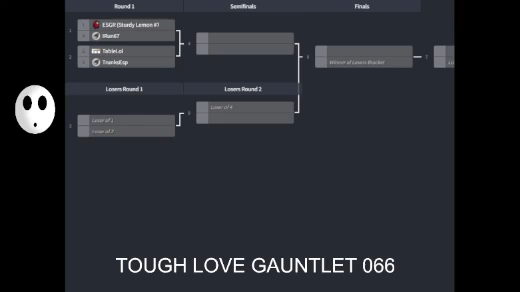 Round 1 Semifinals Finals
ESGR (Sturdy Lemon
IRan67
TableLol
TrunksEsp
Winner of Losers Bracket
Losers Round 1 Losers Round 2
Loser of 4
Loser of 1
Loser of 2
TOUGH LOVE GAUNTLET 066